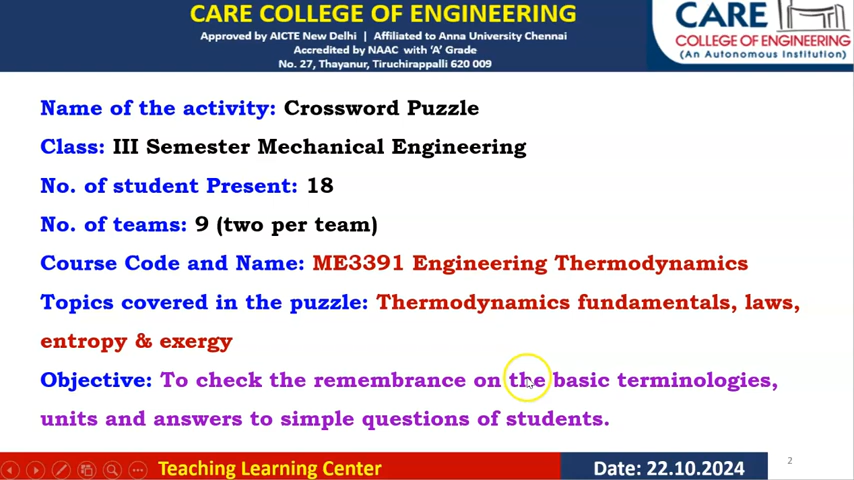 CARE COLLEGE OF ENGINEERING
Approved by AICTE New Delhi | Affiliated to Anna University Chennai
Accredited by NAAC with 'A' Grade
No. 27, Thayanur, Tiruchirappalli 620 009
CARE
COLLEGE OF ENGINEERING
(An Autonomous Institution)
Name of the activity: Crossword Puzzle
Class: III Semester Mechanical Engineering
No. of student Present: 18
No. of teams: 9 (two per team)
Course Code and Name: ME3391 Engineering Thermodynamics
Topics covered in the puzzle: Thermodynamics fundamentals, laws,
entropy & exergy
Objective: To check the remembrance on the basic terminologies,
units and answers to simple questions of students.
Teaching Learning Center
Date: 22.10.2024
2